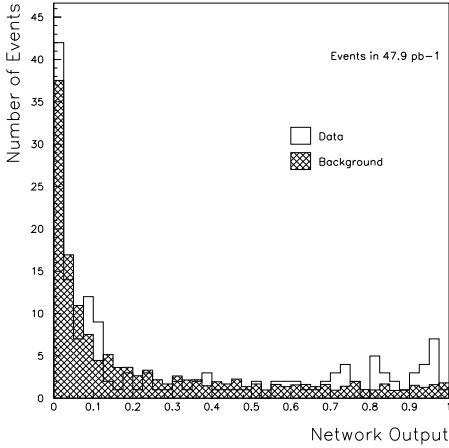 Number of Events
45
40
35
30
25
20
15
10
5
0
Events in 47.9 pb-1
Data
Background
0 0.1 0.2 0.3 0.4 0.5 0.6 0.7 0.8 0.9 1
Network Output